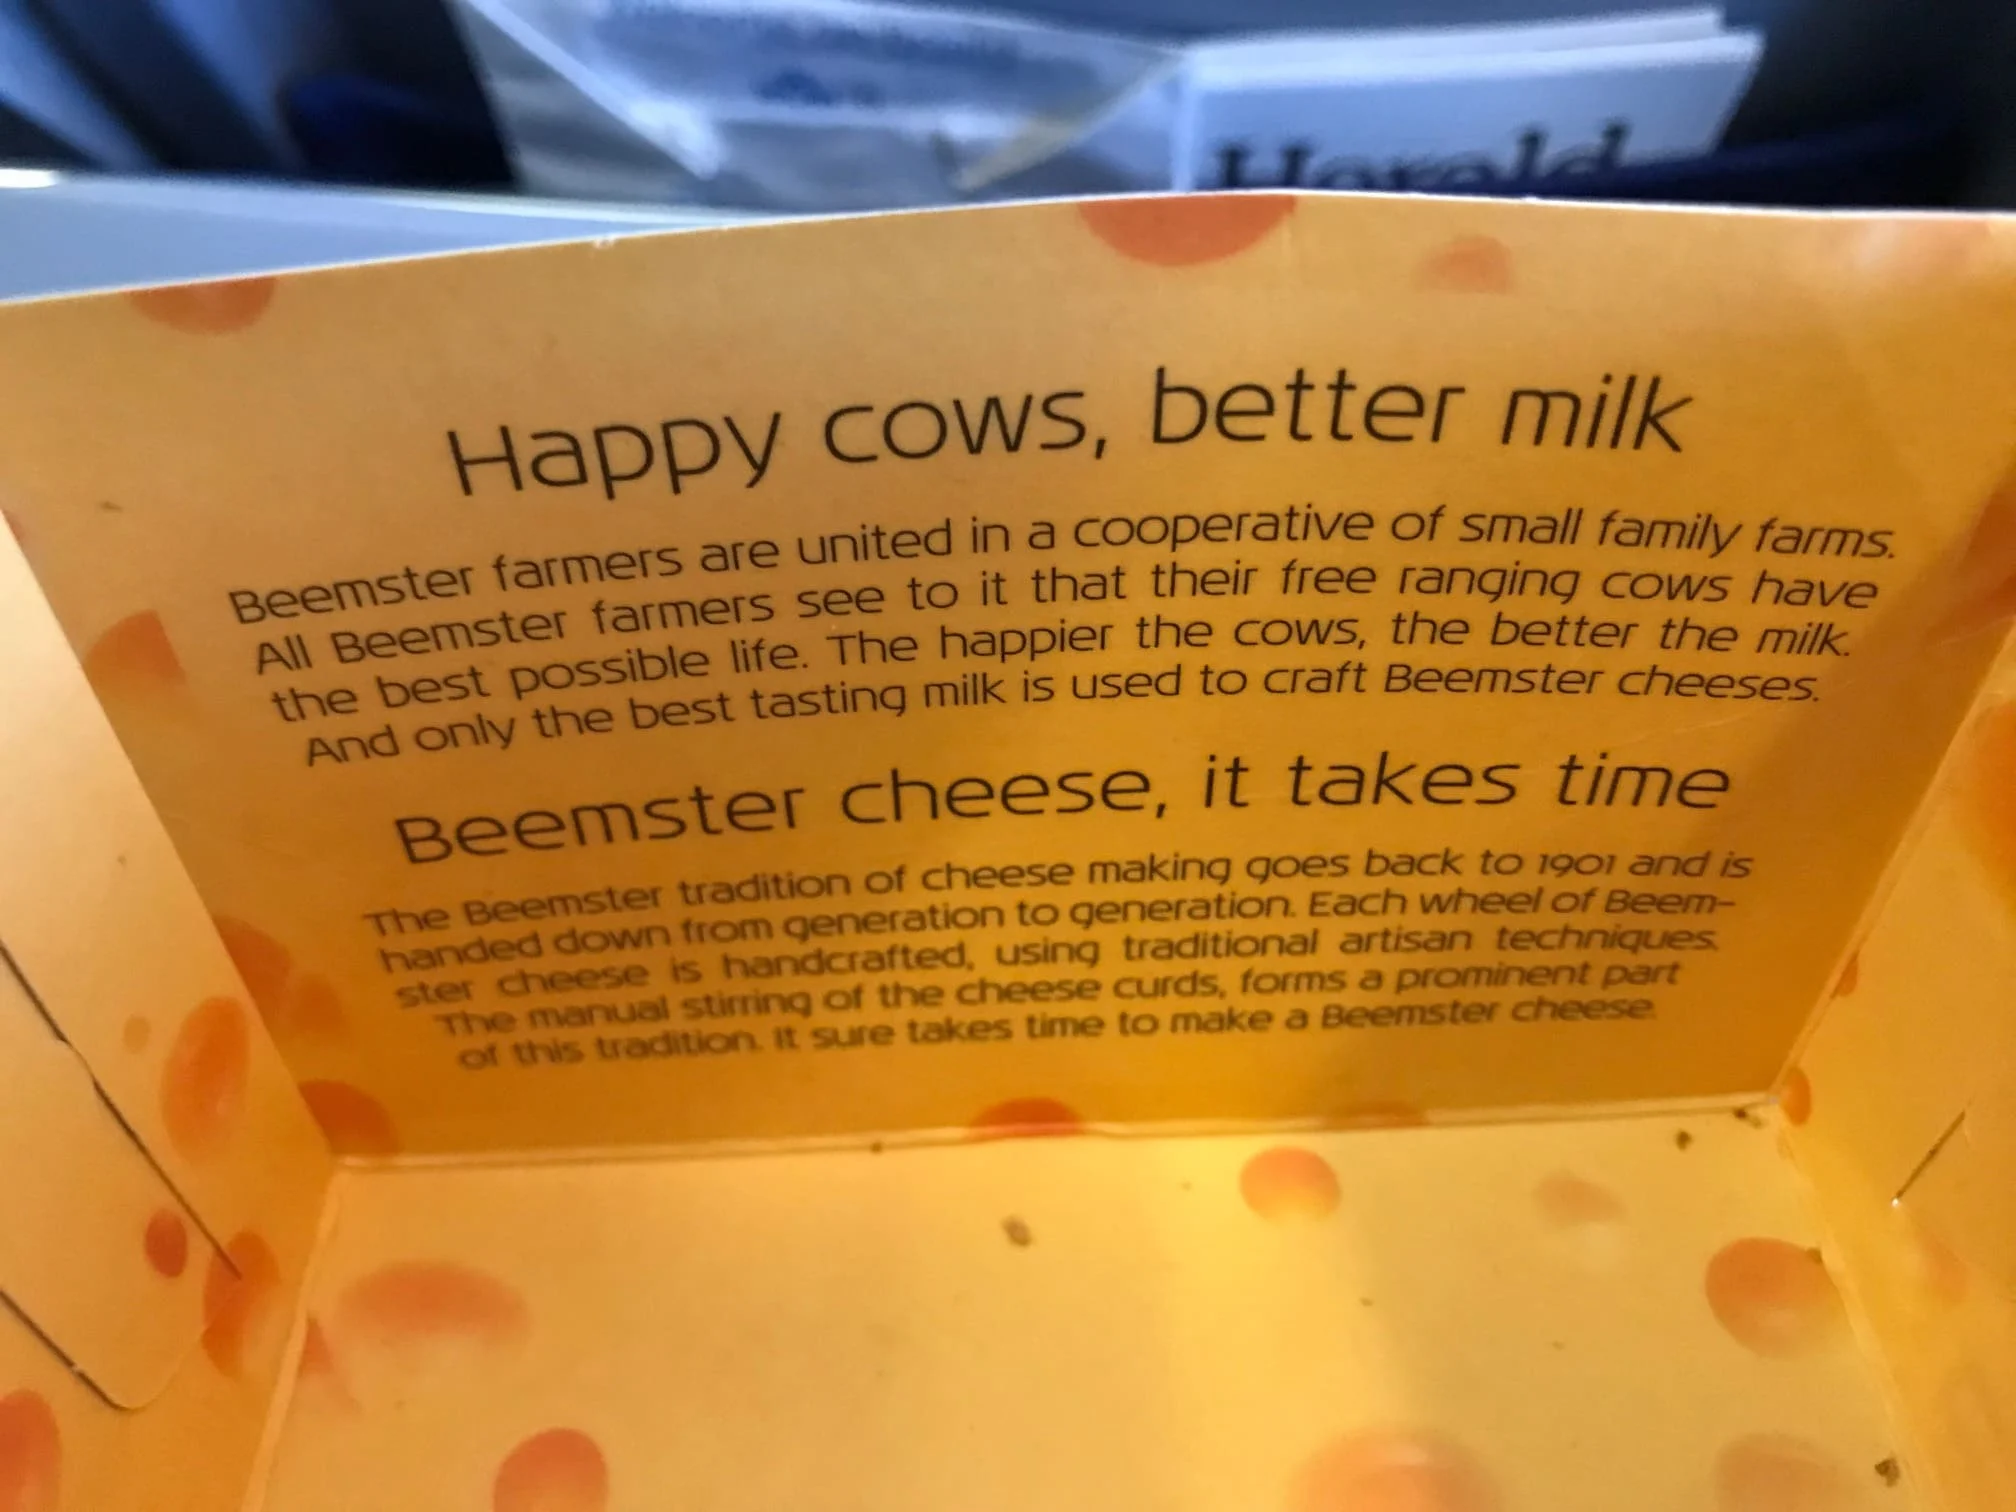 Herald
Happy cows, better milk
Beemster farmers are united in a cooperative of small family farms.
All Beemster farmers see to it that their free ranging cows have
the best possible life. The happier the cows, the better the milk.
And only the best tasting milk is used to craft Beemster cheeses.
Beemster cheese, it takes time
The Beemster tradition of cheese making goes back to 1901 and is
handed down from generation to generation. Each wheel of Beem-
ster cheese is handcrafted, using traditional artisan techniques.
The manual stirring of the cheese curds, forms a prominent part
of this tradition. It sure takes time to make a Beemster cheese.